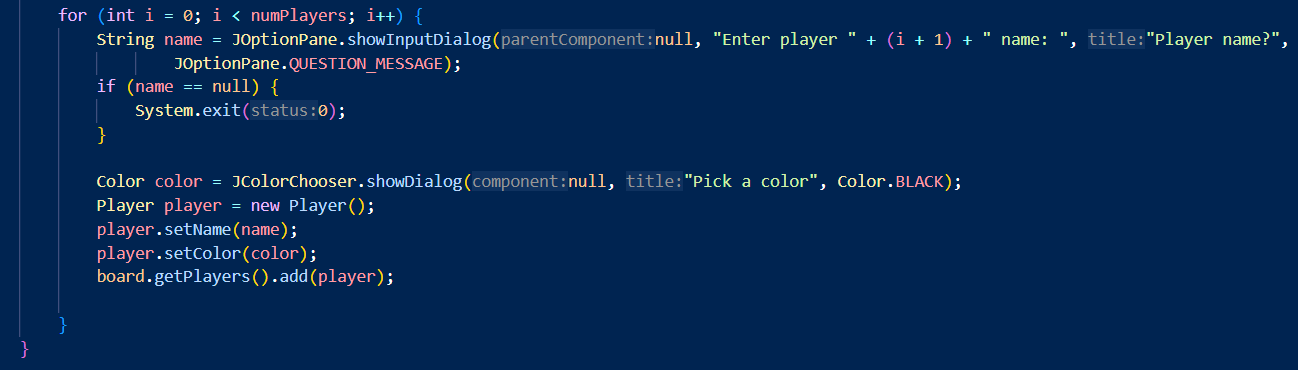 for (int i = 0; i < numPlayers; i++) {
String name = JOptionPane.showInputDialog(parentComponent:null, "Enter player " + (i + 1) + " name: ", title:"Player name?",
JOptionPane.QUESTION_MESSAGE);
if (name == null) {
System.exit(status:0);
}
Color color = JColorChooser.showDialog(component:null, title:"Pick a color", Color.BLACK);
Player player = new Player();
player.setName(name);
player.setColor(color);
board.getPlayers().add(player);
}
}